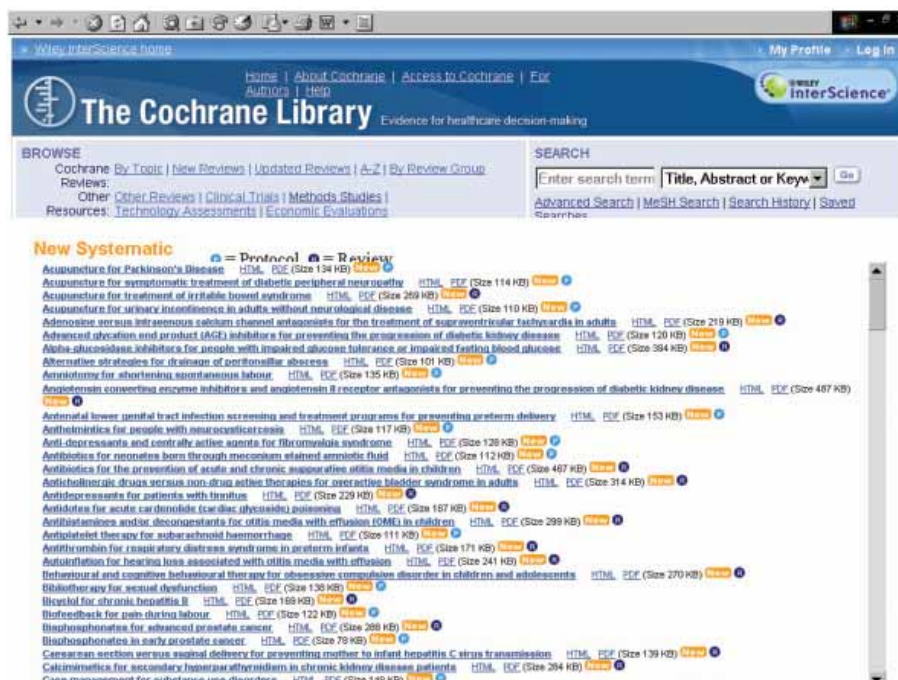 Wiley InterScience home
My Profile Log In
Home | About Cochrane | Access to Cochrane | For
Authors | Help
WILEY
InterScience®
The Cochrane Library Evidence for healthcare decision-making
BROWSE
Cochrane By Topic | New Reviews | Updated Reviews | A-Z | By Review Group
Reviews:
Other Other Reviews | Clinical Trials | Methods Studies |
Resources: Technology Assessments | Economic Evaluations
SEARCH
Enter search term Title, Abstract or Keyw Go
Advanced Search | MeSH Search | Search History | Saved
Searches
New Systematic
P = Protocol R = Review
Acupuncture for Parkinson's Disease HTML PDF (Size 134 KB) New P
Acupuncture for symptomatic treatment of diabetic peripheral neuropathy HTML PDF (Size 114 KB) New P
Acupuncture for treatment of irritable bowel syndrome HTML PDF (Size 269 KB) New R
Acupuncture for urinary incontinence in adults without neurological disease HTML PDF (Size 110 KB) New P
Adenosine versus intravenous calcium channel antagonists for the treatment of supraventricular tachycardia in adults HTML PDF (Size 219 KB) New R
Advanced glycation end product (AGE) inhibitors for preventing the progression of diabetic kidney disease HTML PDF (Size 120 KB) New P
Alpha-glucosidase inhibitors for people with impaired glucose tolerance or impaired fasting blood glucose HTML PDF (Size 394 KB) New R
Alternative strategies for drainage of peritonsillar abscess HTML PDF (Size 101 KB) New P
Amniotomy for shortening spontaneous labour HTML PDF (Size 135 KB) New P
Angiotensin converting enzyme inhibitors and angiotensin II receptor antagonists for preventing the progression of diabetic kidney disease HTML PDF (Size 487 KB)
New R
Antenatal lower genital tract infection screening and treatment programs for preventing preterm delivery HTML PDF (Size 153 KB) New P
Anthelmintics for people with neurocysticercosis HTML PDF (Size 117 KB) New P
Anti-depressants and centrally active agents for fibromyalgia syndrome HTML PDF (Size 128 KB) New P
Antibiotics for neonates born through meconium stained amniotic fluid HTML PDF (Size 112 KB) New P
Antibiotics for the prevention of acute and chronic suppurative otitis media in children HTML PDF (Size 467 KB) New R
Anticholinergic drugs versus non-drug active therapies for overactive bladder syndrome in adults HTML PDF (Size 314 KB) New R
Antidepressants for patients with tinnitus HTML PDF (Size 229 KB) New R
Antidotes for acute cardenolide (cardiac glycoside) poisoning HTML PDF (Size 187 KB) New R
Antihistamines and/or decongestants for otitis media with effusion (OME) in children HTML PDF (Size 299 KB) New R
Antiplatelet therapy for subarachnoid haemorrhage HTML PDF (Size 111 KB) New P
Antithrombin for respiratory distress syndrome in preterm infants HTML PDF (Size 171 KB) New R
Autoinflation for hearing loss associated with otitis media with effusion HTML PDF (Size 241 KB) New R
Behavioural and cognitive behavioural therapy for obsessive compulsive disorder in children and adolescents HTML PDF (Size 270 KB) New R
Bibliotherapy for sexual dysfunction HTML PDF (Size 138 KB) New P
Bicyclol for chronic hepatitis B HTML PDF (Size 169 KB) New R
Biofeedback for pain during labour HTML PDF (Size 122 KB) New P
Bisphosphonates for advanced prostate cancer HTML PDF (Size 288 KB) New R
Bisphosphonates in early prostate cancer HTML PDF (Size 78 KB) New P
Caesarean section versus vaginal delivery for preventing mother to infant hepatitis C virus transmission HTML PDF (Size 139 KB) New R
Calcimimetics for secondary hyperparathyroidism in chronic kidney disease patients HTML PDF (Size 284 KB) New R
Case management for substance use disorders HTML PDF (Size 149 KB) New P